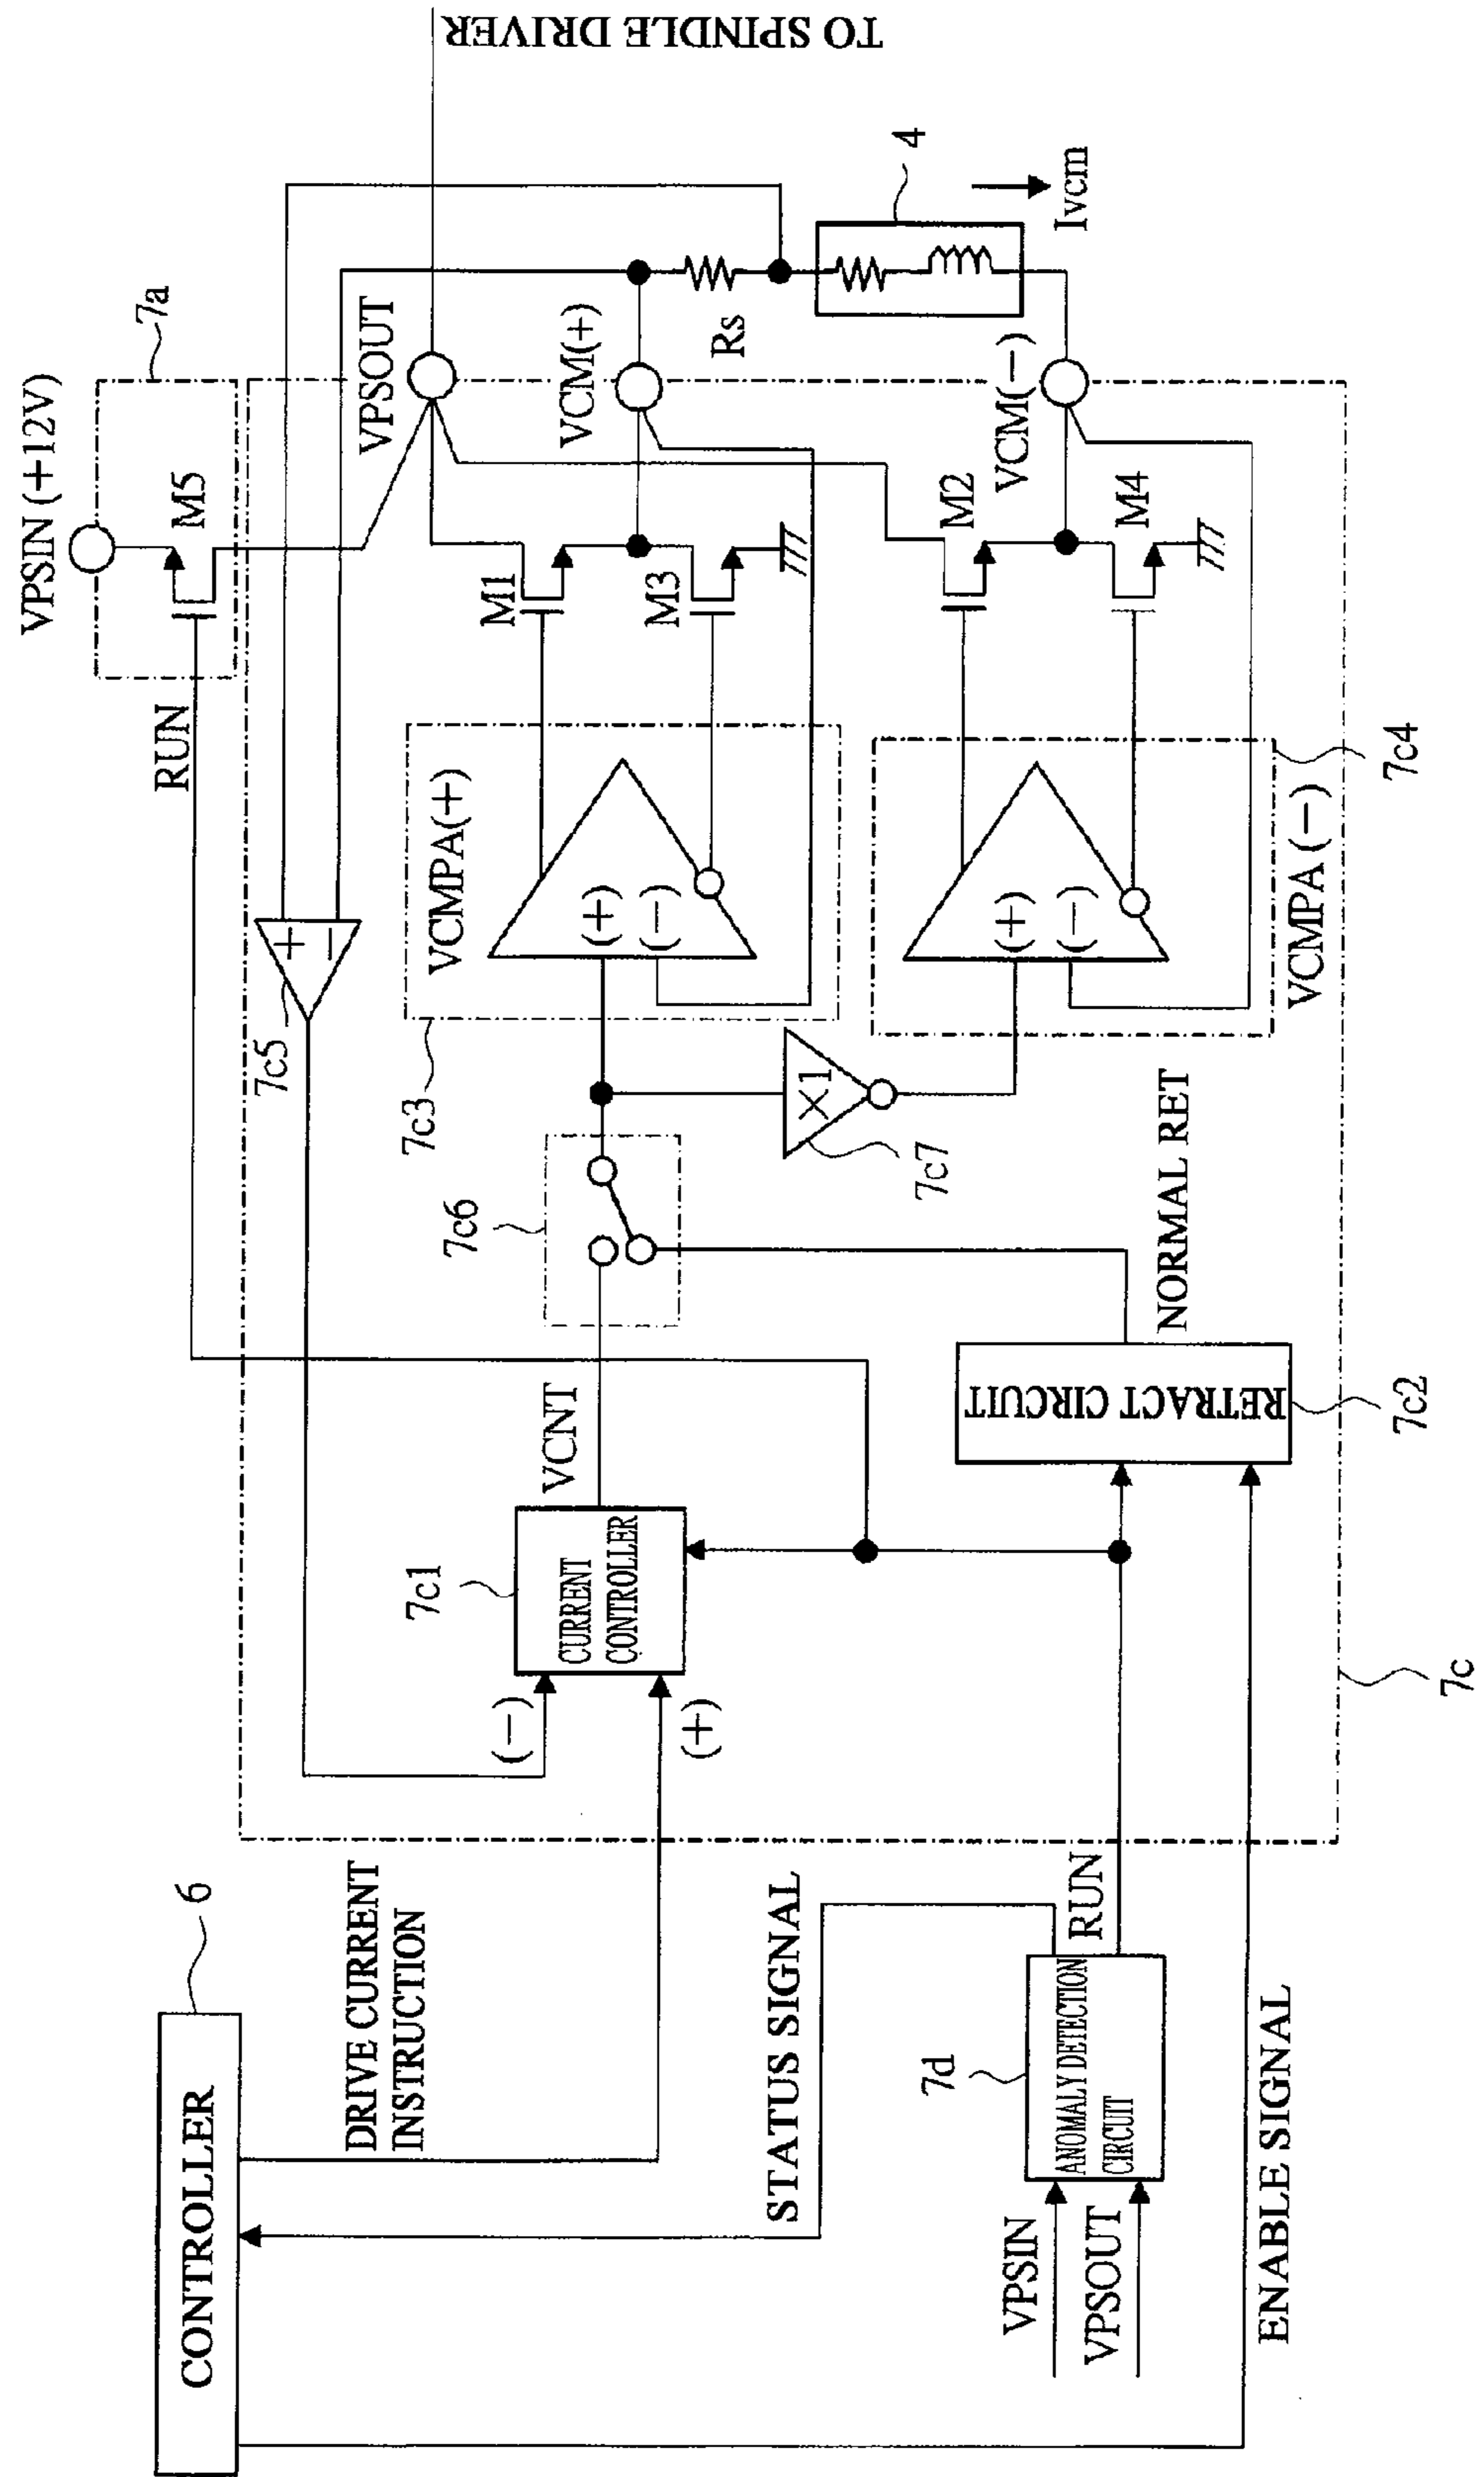 VPSIN (+12V)
7a
M5
RUN
TO SPINDLE DRIVER
VPSOUT
VCM(+)
Rs
4
Ivcm
VCM(−)
M1
M3
M2
M4
+
−
7c5
VCMPA(+)
(+)
(−)
7c3
(+)
(−)
7c4
VCMPA (−)
×1
7c7
7c6
NORMAL RET
VCNT
RETRACT CIRCUIT
7c2
7c1
CURRENT
CONTROLLER
(−)
(+)
7c
6
CONTROLLER
DRIVE CURRENT
INSTRUCTION
STATUS SIGNAL
RUN
7d
ANOMALY DETECTION
CIRCUIT
VPSIN
VPSOUT
ENABLE SIGNAL